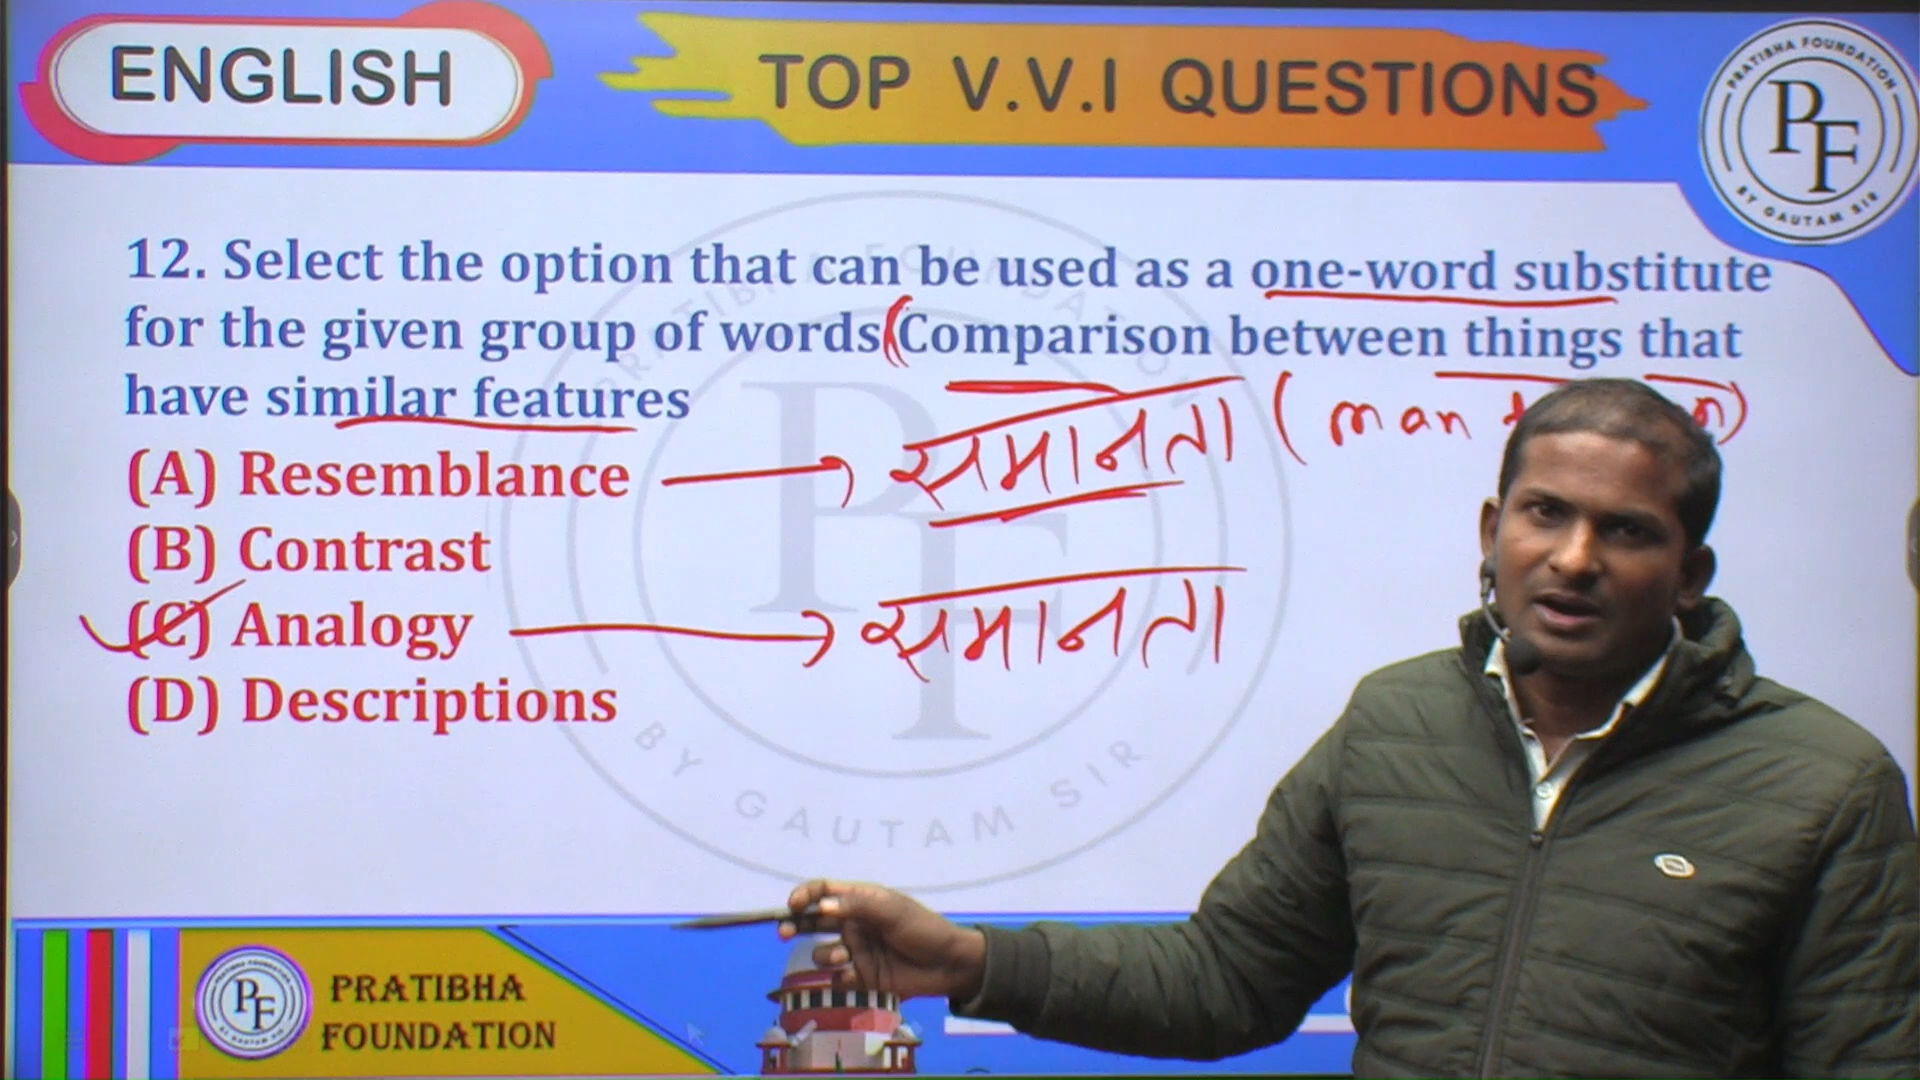 ENGLISH
TOP V.V.I QUESTIONS
PRATIBHA FOUNDATION
PF
BY GAUTAM SIR
12. Select the option that can be used as a one-word substitute
for the given group of words(Comparison between things that
have similar features
(A) Resemblance → समानता (man
(B) Contrast
(C) Analogy → समानता
(D) Descriptions
PRATIBHA FOUNDATION
PF
BY GAUTAM SIR
PF
PRATIBHA
FOUNDATION